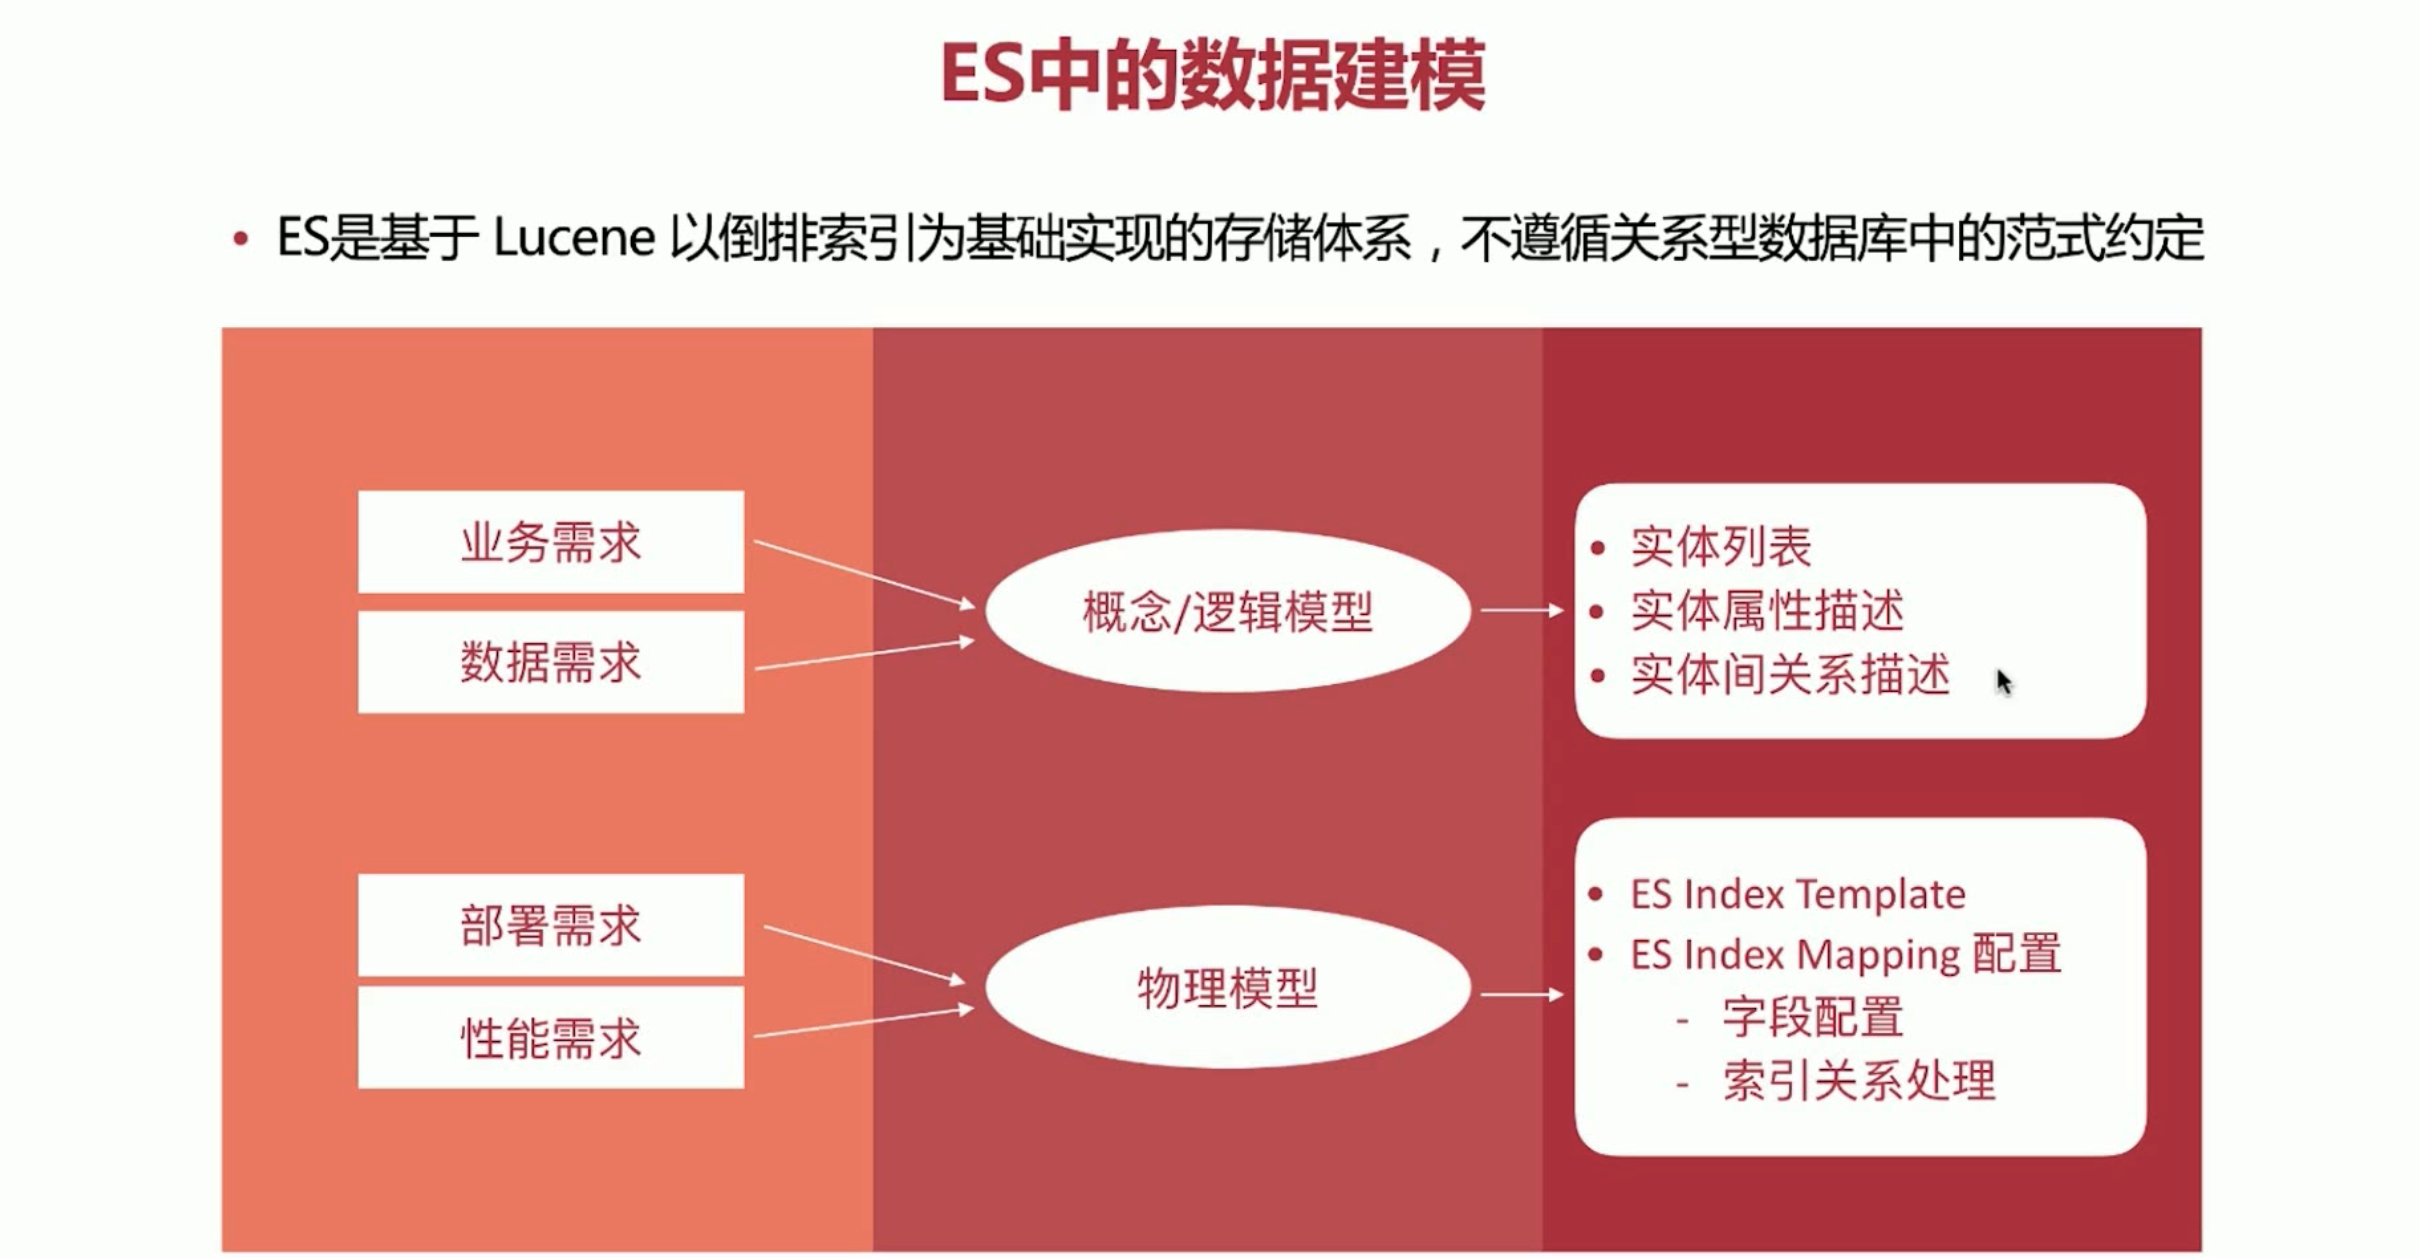 ES中的数据建模
• ES是基于 Lucene 以倒排索引为基础实现的存储体系，不遵循关系型数据库中的范式约定
业务需求
数据需求
概念/逻辑模型
• 实体列表
• 实体属性描述
• 实体间关系描述
部署需求
性能需求
物理模型
• ES Index Template
• ES Index Mapping 配置
- 字段配置
- 索引关系处理